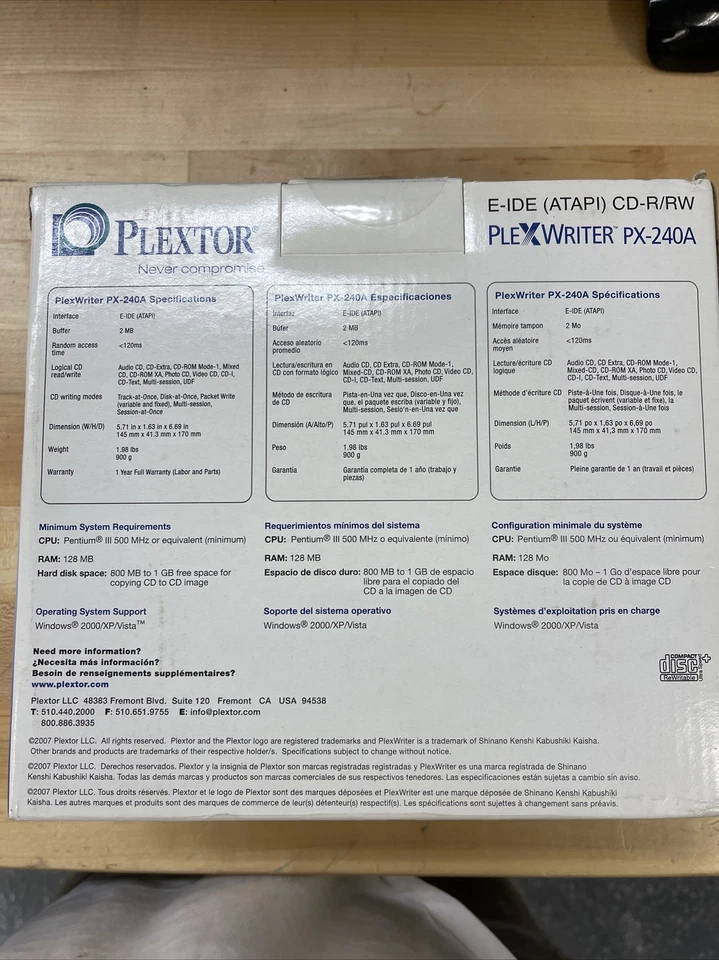 PLEXTOR®
Never compromise
E-IDE (ATAPI) CD-R/RW
PLEXWRITER™ PX-240A
PlexWriter PX-240A Specifications
Interface E-IDE (ATAPI)
Buffer 2 MB
Random access <120ms
time
Logical CD Audio CD, CD-Extra, CD-ROM Mode-1, Mixed
read/write CD, CD-ROM XA, Photo CD, Video CD, CD-I,
CD-Text, Multi-session, UDF
CD writing modes Track-at-Once, Disk-at-Once, Packet Write
(variable and fixed), Multi-session,
Session-at-Once
Dimension (W/H/D) 5.71 in x 1.63 in x 6.69 in
145 mm x 41.3 mm x 170 mm
Weight 1.98 lbs
900 g
Warranty 1 Year Full Warranty (Labor and Parts)
PlexWriter PX-240A Especificaciones
Interfaz E-IDE (ATAPI)
Búfer 2 MB
Acceso aleatorio <120ms
promedio
Lectura/escritura en Audio CD, CD Extra, CD-ROM Mode-1,
CD con formato lógico Mixed-CD, CD-ROM XA, Photo CD, Video CD,
CD-I, CD-Text, Multi-session, UDF
Método de escritura Pista-en-Una vez que, Disco-en-Una vez
de CD que, el paquete escriba (variable y fijo),
Multi-session, Sesio'n-en-Una vez que
Dimensión (A/Alto/P) 5.71 pul x 1.63 pul x 6.69 pul
145 mm x 41.3 mm x 170 mm
Peso 1.98 lbs
900 g
Garantía Garantía completa de 1 año (trabajo y
piezas)
PlexWriter PX-240A Spécifications
Interface E-IDE (ATAPI)
Mémoire tampon 2 Mo
Accès aléatoire <120ms
moyen
Lecture/écriture CD Audio CD, CD Extra, CD-ROM Mode-1,
logique Mixed-CD, CD-ROM XA, Photo CD, Video CD,
CD-I, CD-Text, Multi-session, UDF
Méthode d'écriture CD Piste-à-Une fois, Disque-à-Une fois, le
paquet écrivent (variable et fixe), la
Multi-session, Session-à-Une fois
Dimension (L/H/P) 5,71 po x 1,63 po x 6,69 po
145 mm x 41,3 mm x 170 mm
Poids 1,98 lbs
900 g
Garantie Pleine garantie de 1 an (travail et pièces)
Minimum System Requirements
CPU: Pentium® III 500 MHz or equivalent (minimum)
RAM: 128 MB
Hard disk space: 800 MB to 1 GB free space for
copying CD to CD image
Operating System Support
Windows® 2000/XP/Vista™
Requerimientos mínimos del sistema
CPU: Pentium® III 500 MHz o equivalente (mínimo)
RAM: 128 MB
Espacio de disco duro: 800 MB to 1 GB de espacio
libre para el copiado del
CD a la imagen de CD
Soporte del sistema operativo
Windows® 2000/XP/Vista
Configuration minimale du système
CPU: Pentium® III 500 MHz ou équivalent (minimum)
RAM: 128 Mo
Espace disque: 800 Mo – 1 Go d'espace libre pour
la copie de CD à image CD
Systèmes d'exploitation pris en charge
Windows® 2000/XP/Vista
Need more information?
¿Necesita más información?
Besoin de renseignements supplémentaires?
www.plextor.com
COMPACT
disc
ReWritable
Plextor LLC 48383 Fremont Blvd. Suite 120 Fremont CA USA 94538
T: 510.440.2000 F: 510.651.9755 E: info@plextor.com
800.886.3935
©2007 Plextor LLC. All rights reserved. Plextor and the Plextor logo are registered trademarks and PlexWriter is a trademark of Shinano Kenshi Kabushiki Kaisha.
Other brands and products are trademarks of their respective holder/s. Specifications subject to change without notice.
©2007 Plextor LLC. Derechos reservados. Plextor y la insignia de Plextor son marcas registradas registradas y PlexWriter es una marca registrada de Shinano
Kenshi Kabushiki Kaisha. Todas las demás marcas y productos son marcas comerciales de sus respectivos tenedores. Las especificaciones están sujetas a cambio sin aviso.
©2007 Plextor LLC. Tous droits réservés. Plextor et le logo de Plextor sont des marques déposées et PlexWriter est une marque déposée de Shinano Kenshi Kabushiki
Kaisha. Les autres marques et produits sont des marques de commerce de leur(s) détenteur(s) respectif(s). Les spécifications sont sujettes à changement sans préavis.